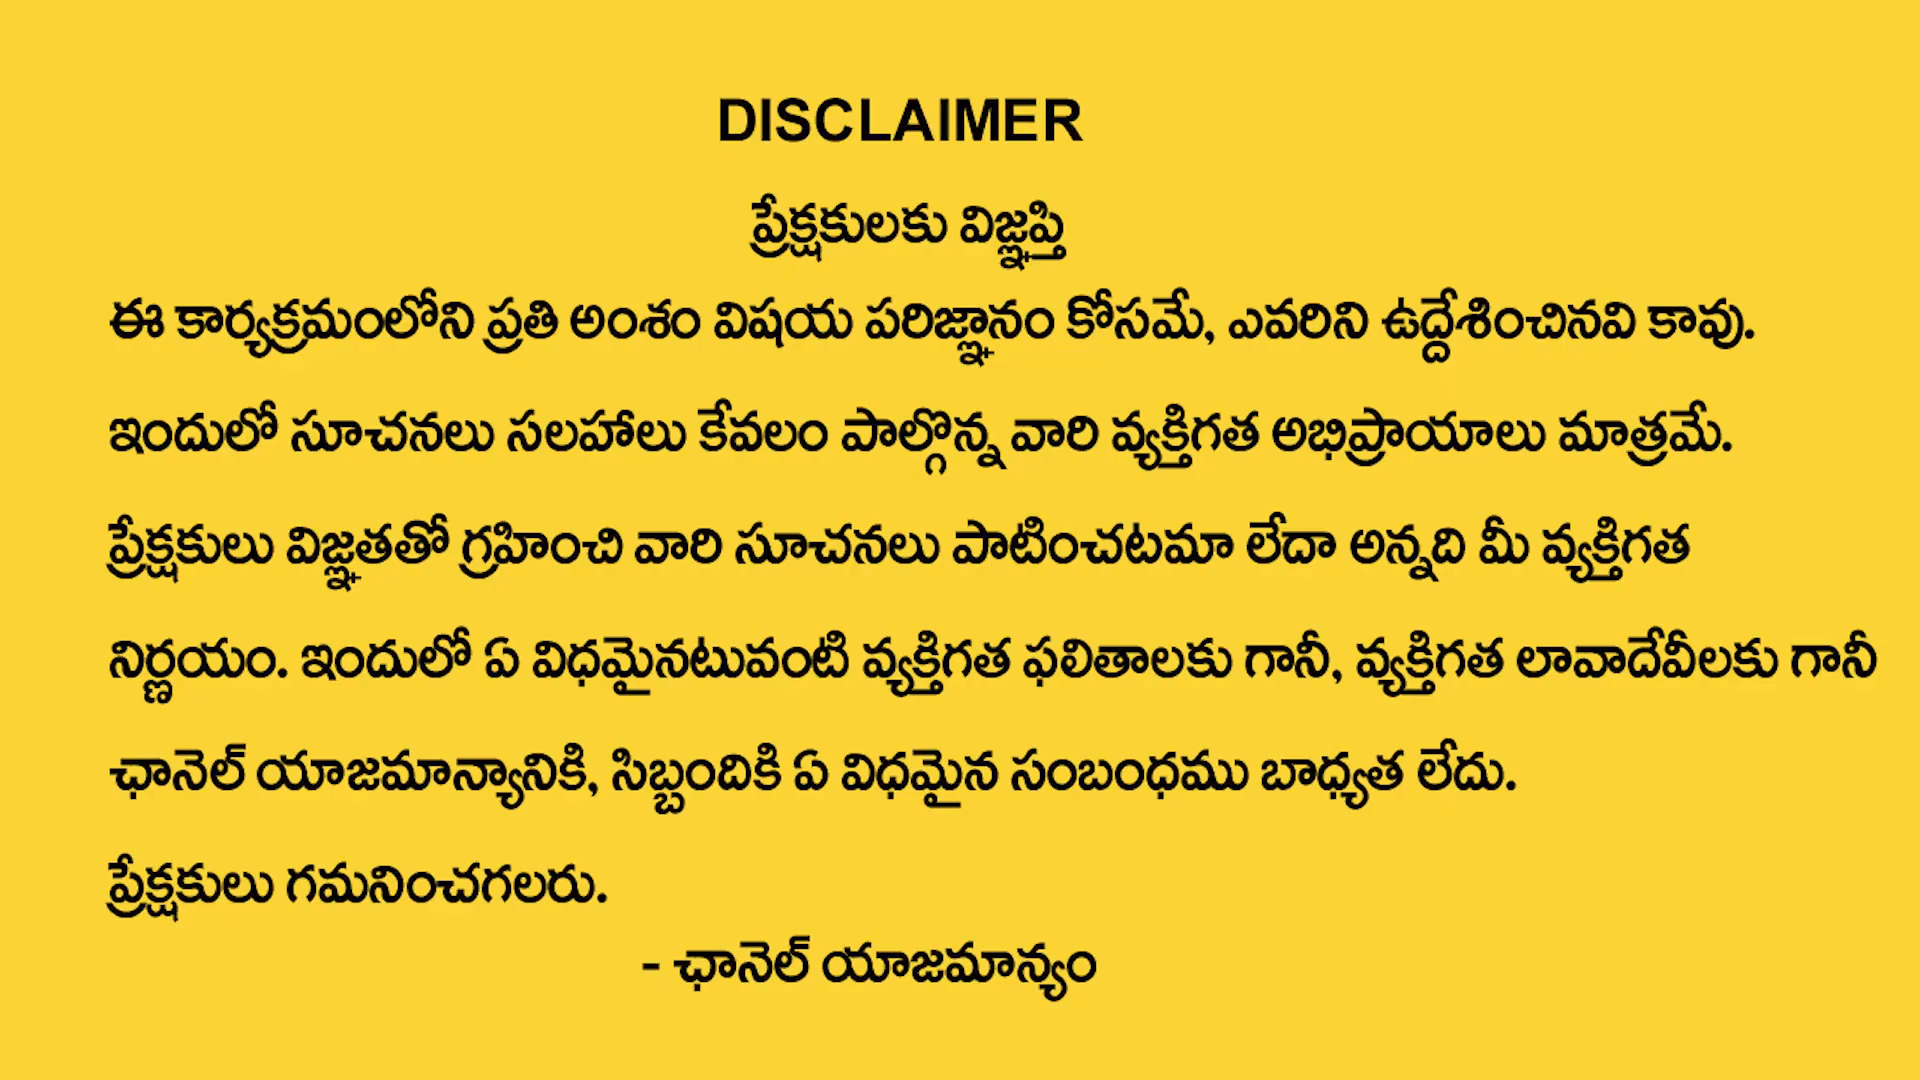 DISCLAIMER
ప్రేక్షకులకు విజ్ఞప్తి
ఈ కార్యక్రమంలోని ప్రతి అంశం విషయ పరిజ్ఞానం కోసమే, ఎవరిని ఉద్దేశించినవి కావు.
ఇందులో సూచనలు సలహాలు కేవలం పాల్గొన్న వారి వ్యక్తిగత అభిప్రాయాలు మాత్రమే.
ప్రేక్షకులు విజ్ఞతతో గ్రహించి వారి సూచనలు పాటించటమా లేదా అన్నది మీ వ్యక్తిగత
నిర్ణయం. ఇందులో ఏ విధమైనటువంటి వ్యక్తిగత ఫలితాలకు గానీ, వ్యక్తిగత లావాదేవీలకు గానీ
ఛానెల్ యాజమాన్యానికి, సిబ్బందికి ఏ విధమైన సంబంధము బాధ్యత లేదు.
ప్రేక్షకులు గమనించగలరు.
- ఛానెల్ యాజమాన్యం